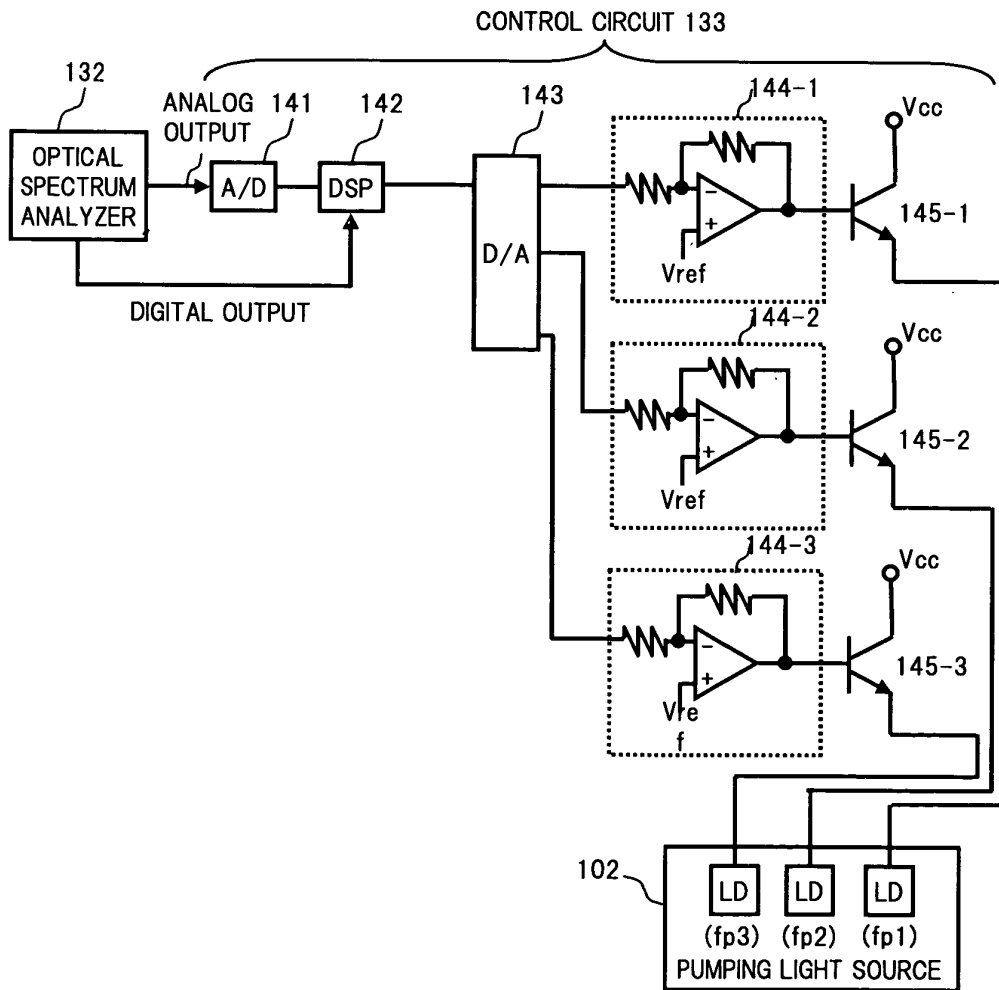 CONTROL CIRCUIT 133
132
ANALOG
OUTPUT
141
142
143
144-1
Vcc
OPTICAL
SPECTRUM
ANALYZER
A/D
DSP
D/A
−
+
Vref
145-1
DIGITAL OUTPUT
144-2
Vcc
−
+
Vref
145-2
144-3
Vcc
−
+
Vre
f
145-3
102
LD
LD
LD
(fp3)
(fp2)
(fp1)
PUMPING LIGHT SOURCE